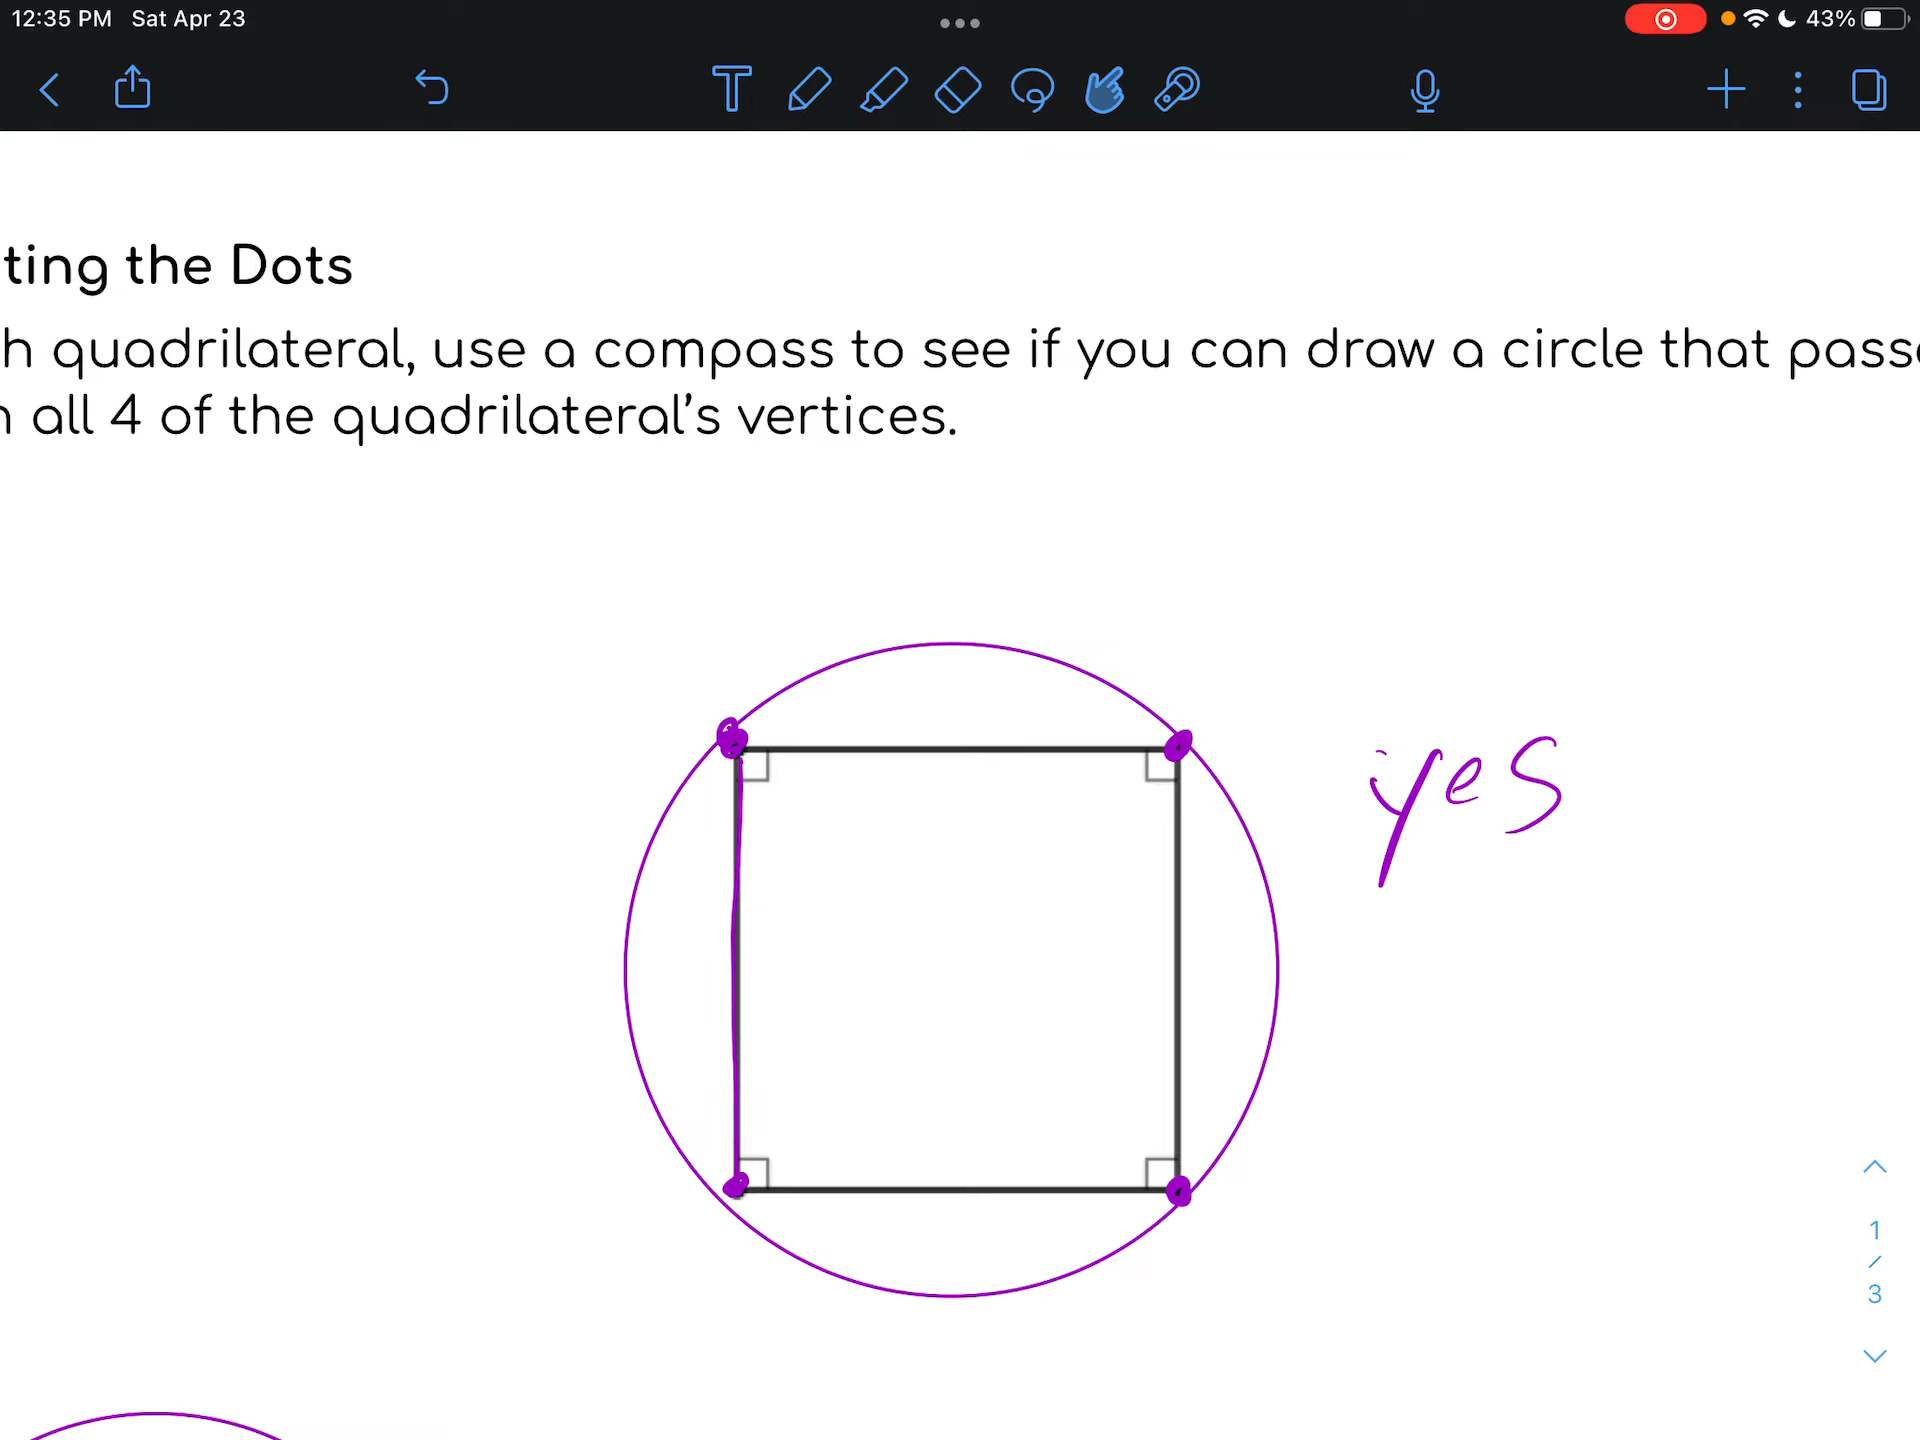 12:35 PM Sat Apr 23
43%
ting the Dots
h quadrilateral, use a compass to see if you can draw a circle that pass
all 4 of the quadrilateral's vertices.
yes
1
/
3